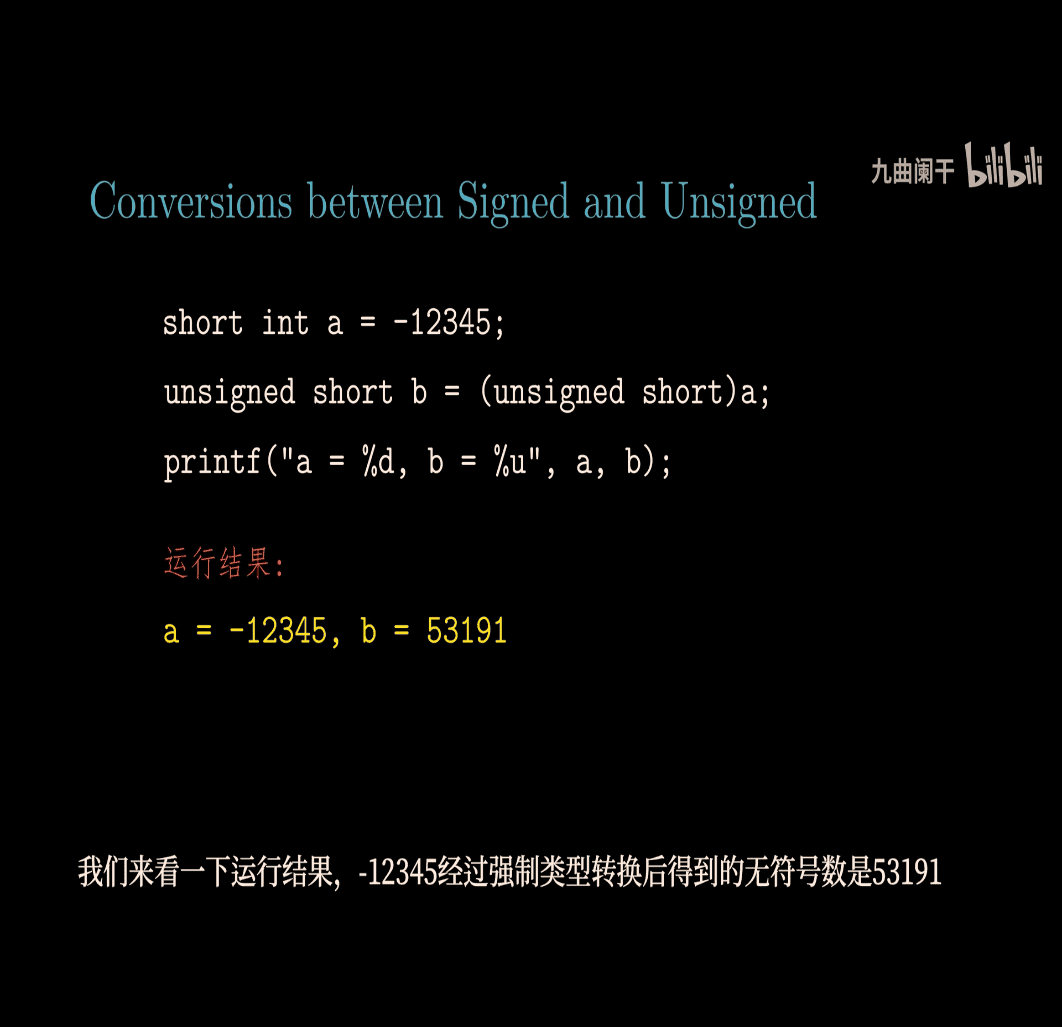 九曲阑干 bilibili
Conversions between Signed and Unsigned
short int a = -12345;
unsigned short b = (unsigned short)a;
printf("a = %d, b = %u", a, b);
运行结果:
a = -12345, b = 53191
我们来看一下运行结果，-12345经过强制类型转换后得到的无符号数是53191